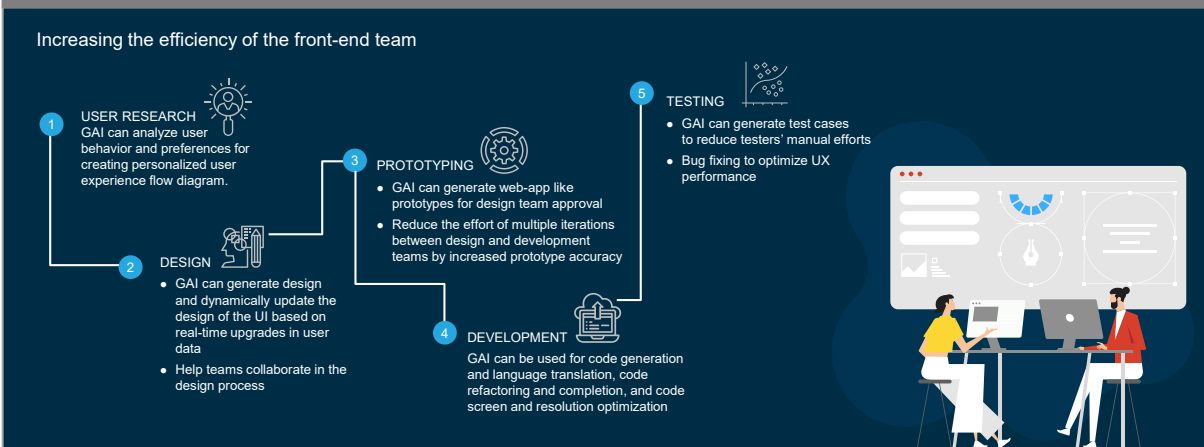 Increasing the efficiency of the front-end team
1
USER RESEARCH
GAI can analyze user
behavior and preferences for
creating personalized user
experience flow diagram.
2
DESIGN
● GAI can generate design
and dynamically update the
design of the UI based on
real-time upgrades in user
data
● Help teams collaborate in the
design process
3
PROTOTYPING
● GAI can generate web-app like
prototypes for design team approval
● Reduce the effort of multiple iterations
between design and development
teams by increased prototype accuracy
4
DEVELOPMENT
GAI can be used for code generation
and language translation, code
refactoring and completion, and code
screen and resolution optimization
5
TESTING
● GAI can generate test cases
to reduce testers' manual efforts
● Bug fixing to optimize UX
performance